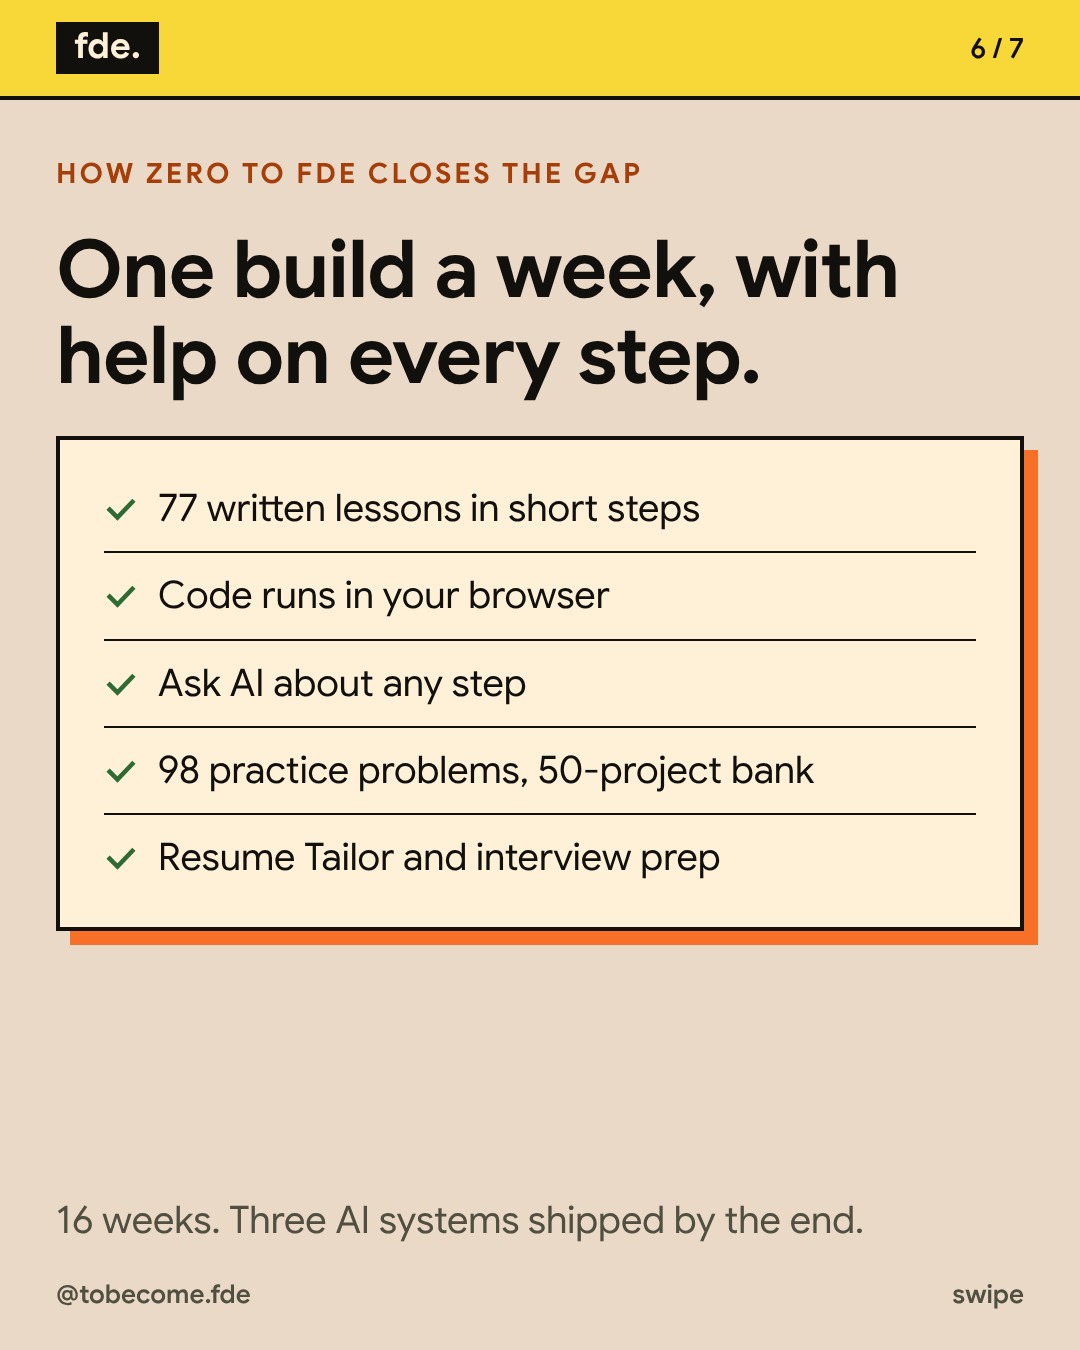 fde.
6 / 7
HOW ZERO TO FDE CLOSES THE GAP
One build a week, with
help on every step.
77 written lessons in short steps
Code runs in your browser
Ask AI about any step
98 practice problems, 50-project bank
Resume Tailor and interview prep
16 weeks. Three AI systems shipped by the end.
@tobecome.fde
swipe